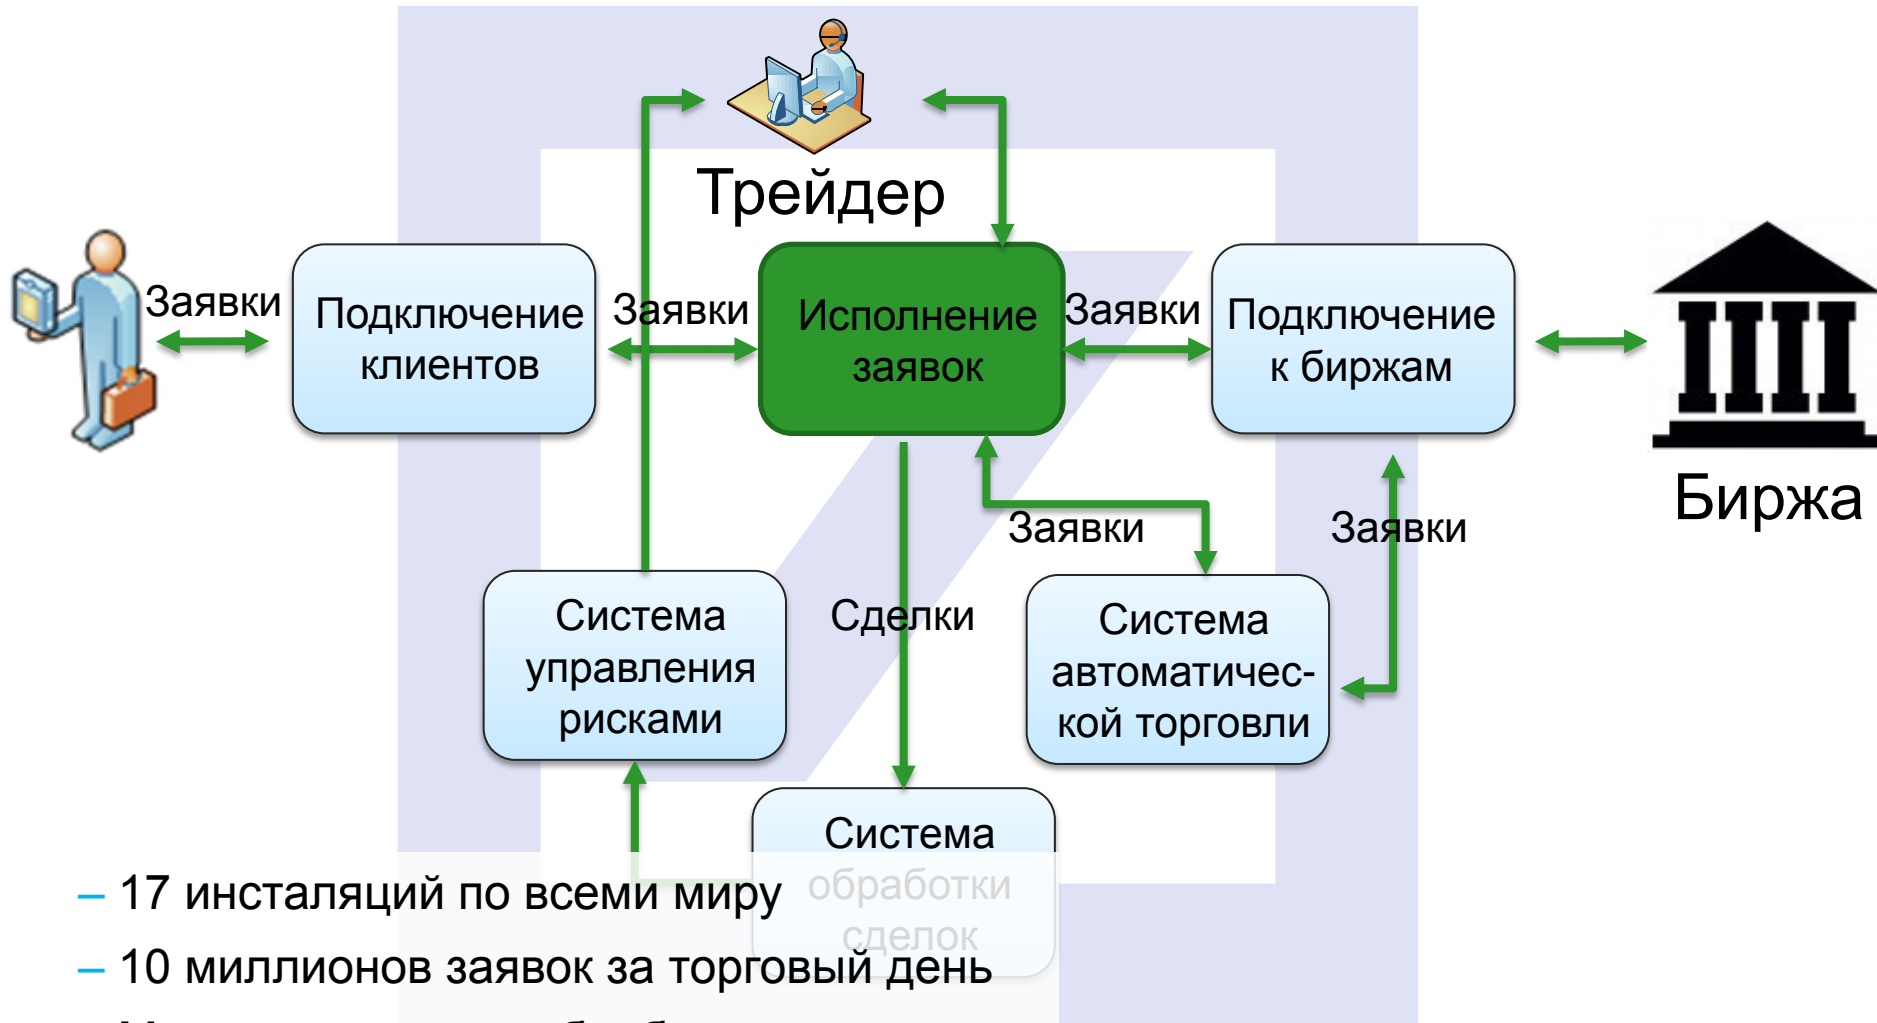 Трейдер
Заявки
Подключение
клиентов
Заявки
Исполнение
заявок
Заявки
Подключение
к биржам
Биржа
Заявки
Заявки
Система
управления
рисками
Сделки
Система
автоматичес-
кой торговли
Система
обработки
сделок
– 17 инсталяций по всеми миру
– 10 миллионов заявок за торговый день